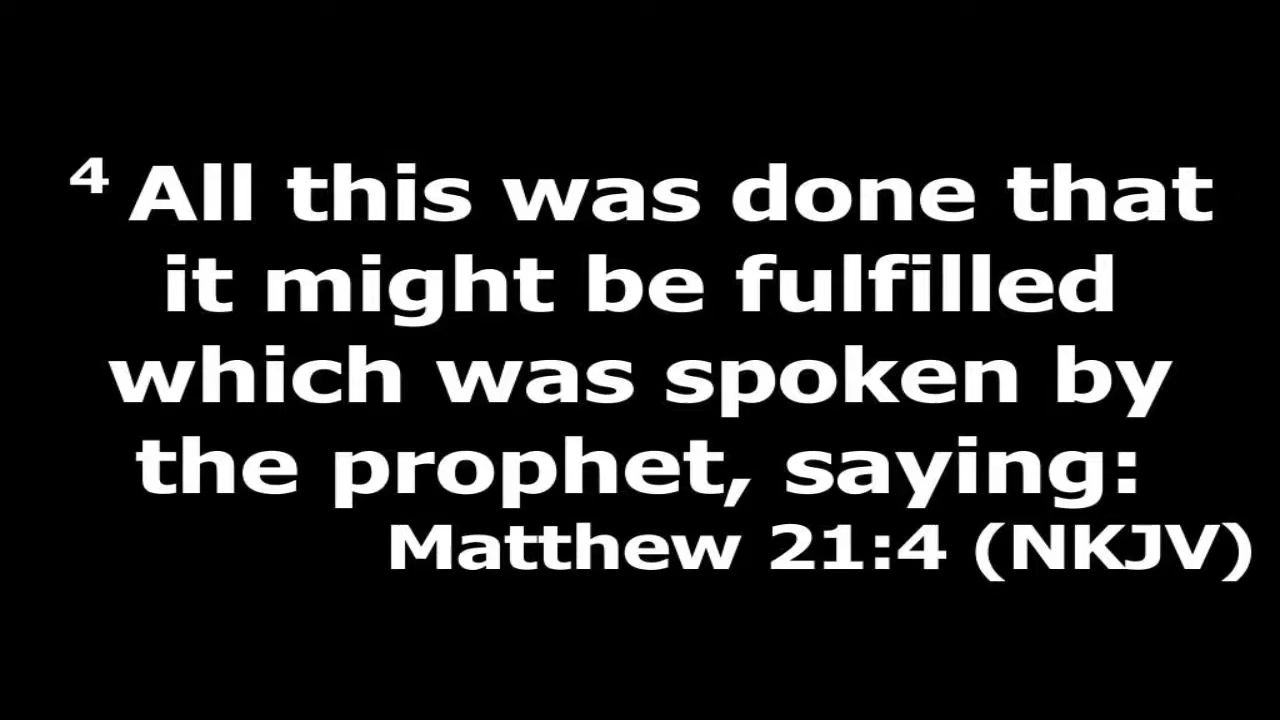 4 All this was done that
it might be fulfilled
which was spoken by
the prophet, saying:
Matthew 21:4 (NKJV)